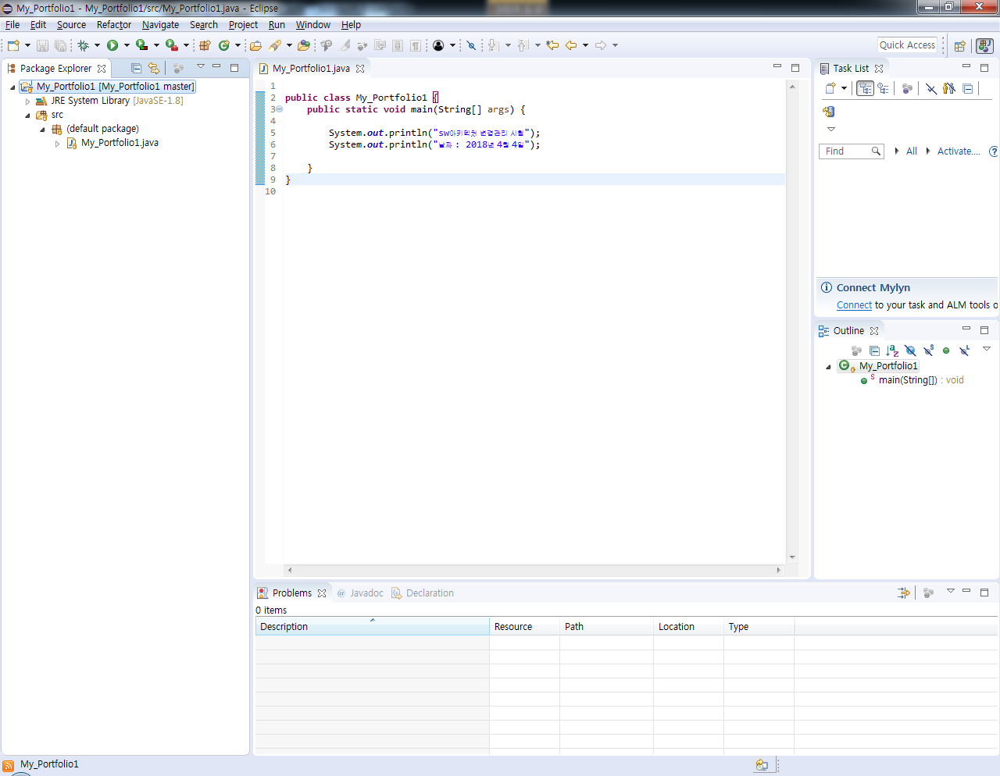 My_Portfolio1 - My_Portfolio1/src/My_Portfolio1.java - Eclipse
File Edit Source Refactor Navigate Search Project Run Window Help
Quick Access
Package Explorer
My_Portfolio1 [My_Portfolio1 master]
JRE System Library [JavaSE-1.8]
src
(default package)
My_Portfolio1.java
My_Portfolio1.java
1
2 public class My_Portfolio1 {
3 public static void main(String[] args) {
4
5 System.out.println("SW아키텍처 변경관리 시험");
6 System.out.println("날짜 : 2018년 4월 4일");
7
8 }
9 }
10
Task List
Find All Activate....
Connect Mylyn
Connect to your task and ALM tools o
Outline
My_Portfolio1
main(String[]) : void
Problems @ Javadoc Declaration
0 items
Description Resource Path Location Type
My_Portfolio1